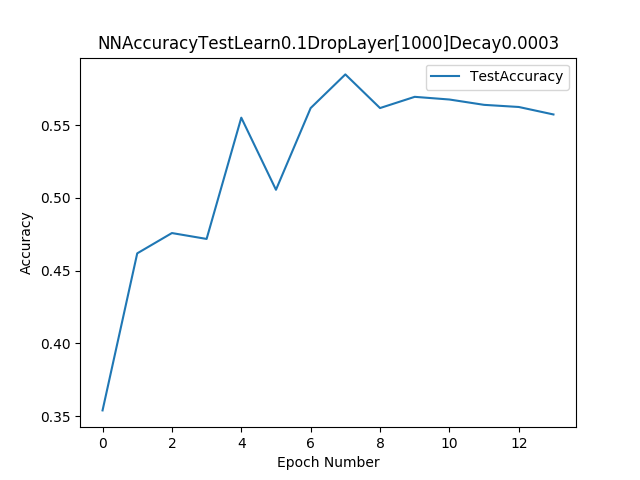 NNAccuracyTestLearn0.1DropLayer[1000]Decay0.0003
TestAccuracy
0.55
0.50
0.45
0.40
0.35
Accuracy
0 2 4 6 8 10 12
Epoch Number